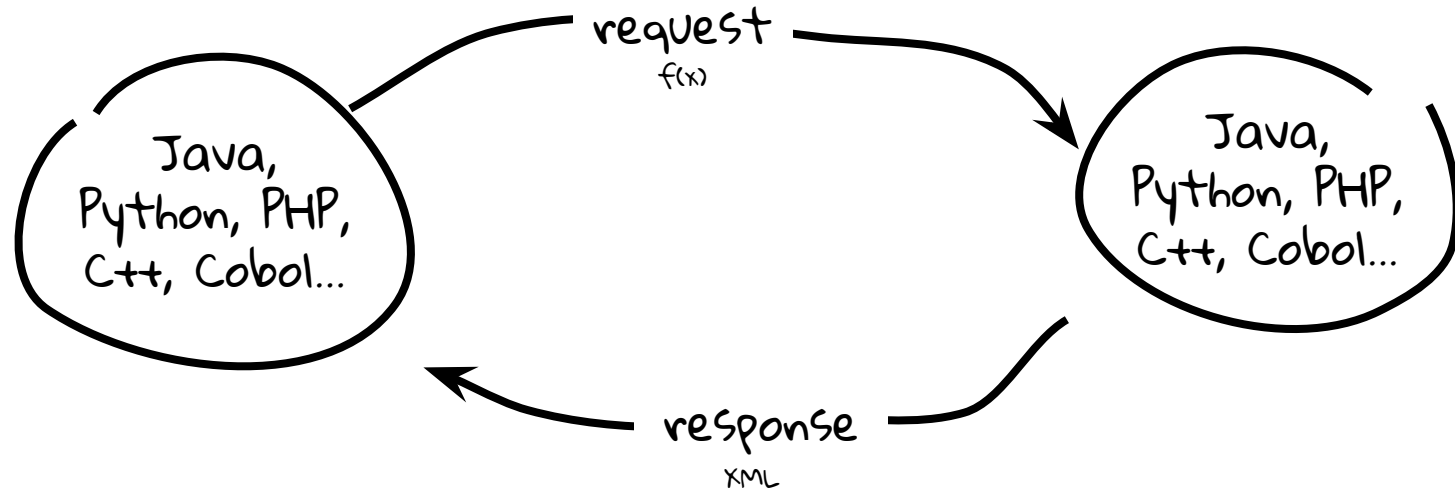 request
f(x)
Java,
Python, PHP,
C++, Cobol...
Java,
Python, PHP,
C++, Cobol...
response
XML